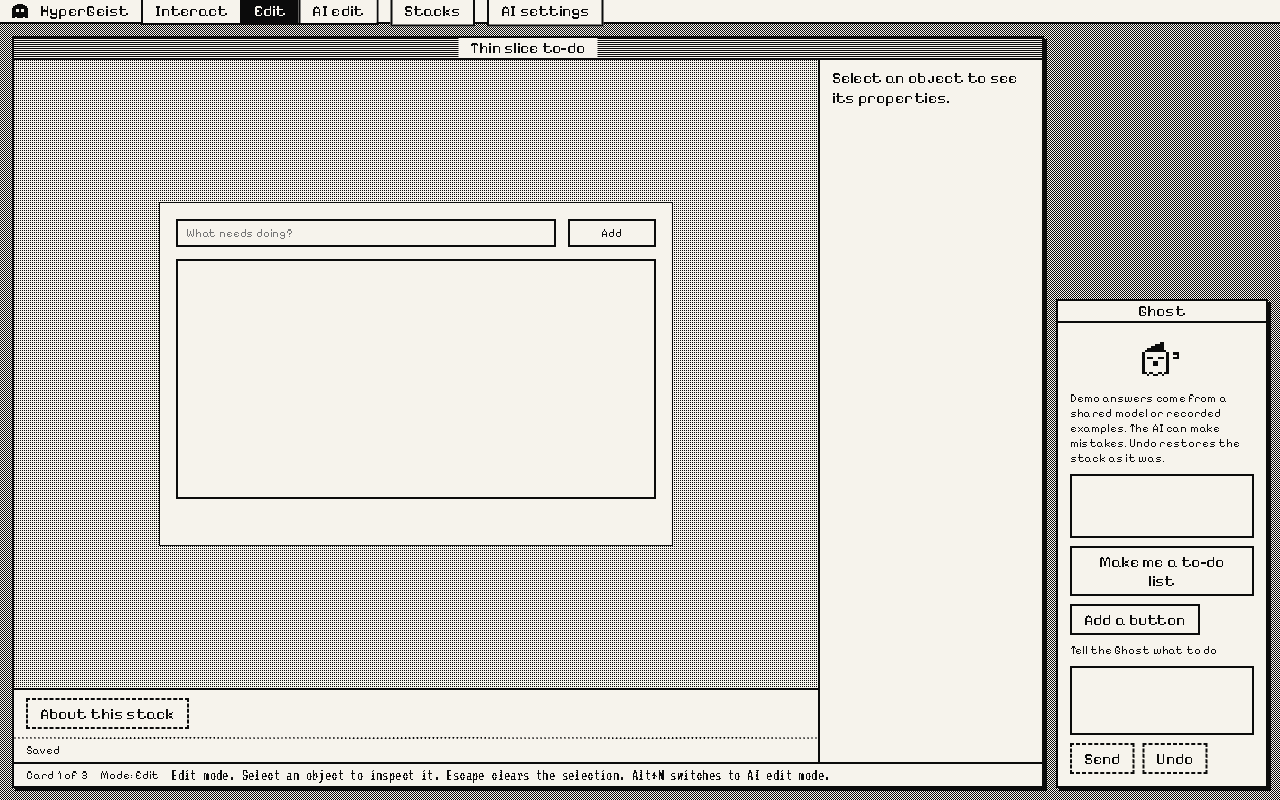 HyperGeist
Interact
Edit
AI edit
Stacks
AI settings
Thin slice to-do
What needs doing?
Add
Select an object to see
its properties.
About this stack
Saved
Card 1 of 3 Mode: Edit Edit mode. Select an object to inspect it. Escape clears the selection. Alt+N switches to AI edit mode.
Ghost
Demo answers come from a
shared model or recorded
examples. The AI can make
mistakes. Undo restores the
stack as it was.
Make me a to-do
list
Add a button
Tell the Ghost what to do
Send
Undo